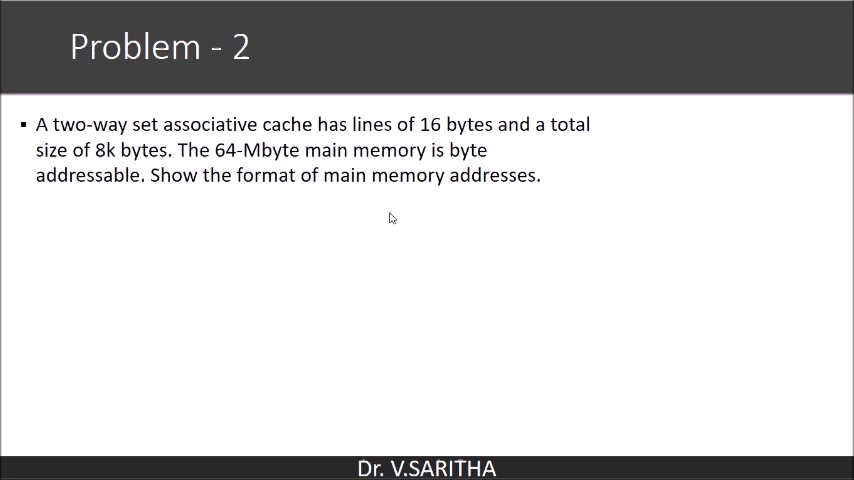 Problem - 2
▪ A two-way set associative cache has lines of 16 bytes and a total
size of 8k bytes. The 64-Mbyte main memory is byte
addressable. Show the format of main memory addresses.
Dr. V.SARITHA